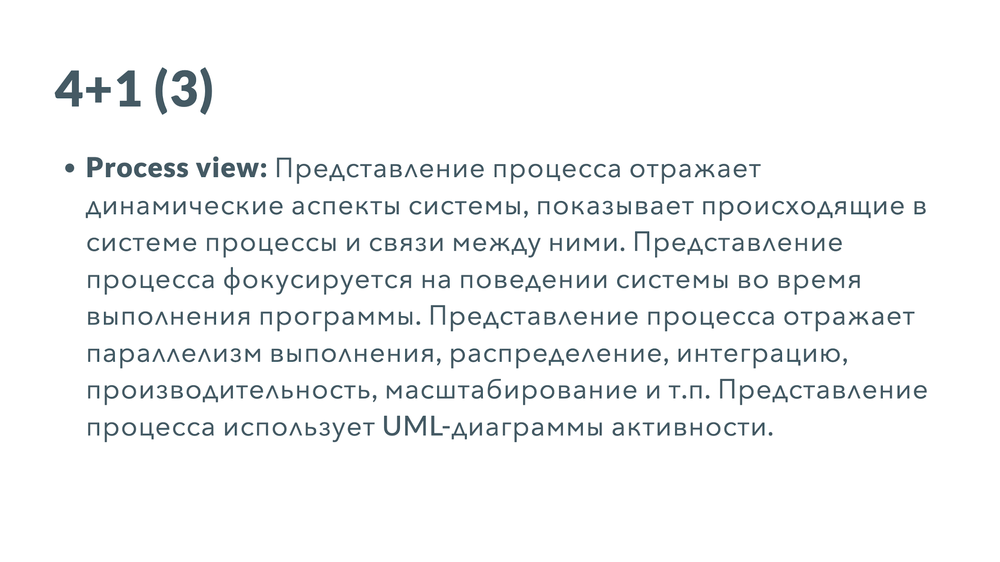 4+1 (3)
• Process view: Представление процесса отражает
динамические аспекты системы, показывает происходящие в
системе процессы и связи между ними. Представление
процесса фокусируется на поведении системы во время
выполнения программы. Представление процесса отражает
параллелизм выполнения, распределение, интеграцию,
производительность, масштабирование и т.п. Представление
процесса использует UML-диаграммы активности.